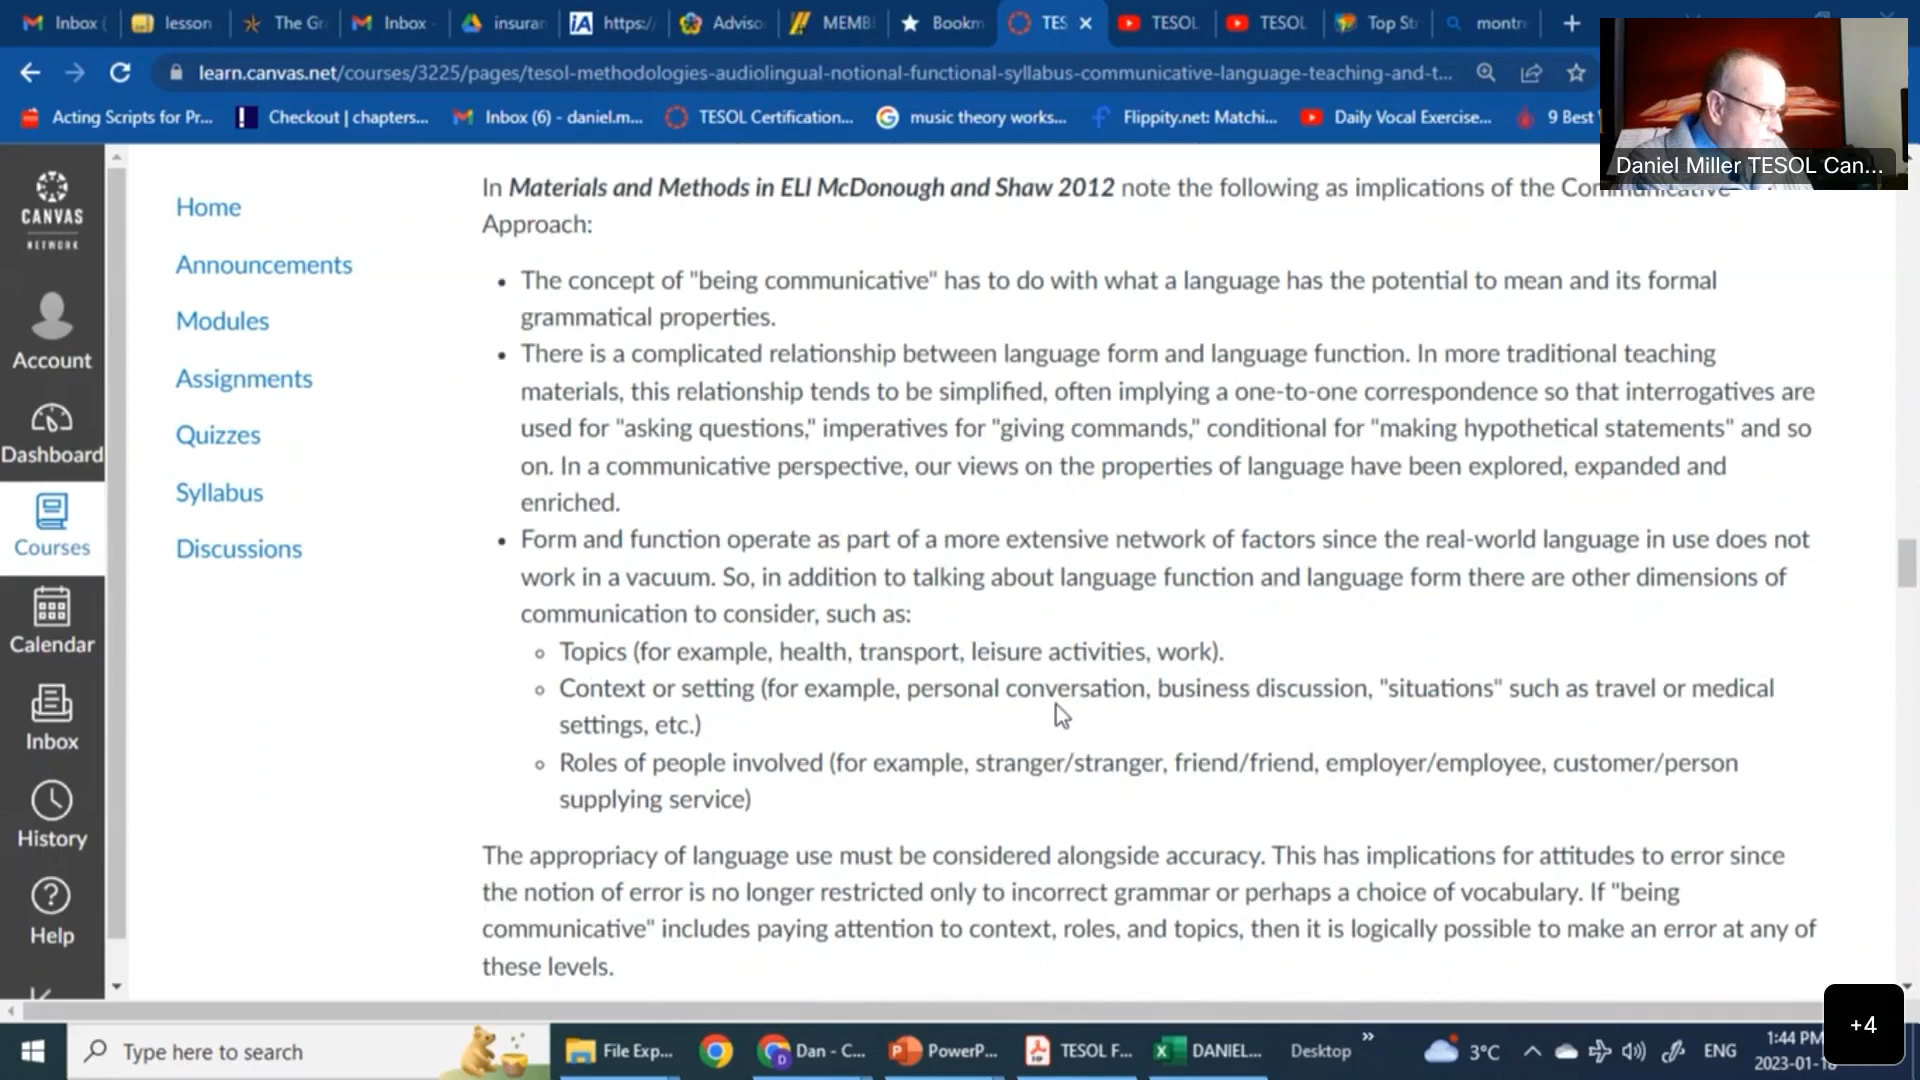 Inbox (
lesson
The Gr
Inbox
insuran
https:/
Adviso
MEMB
Bookm
TES
TESOL
TESOL
Top St
montr
learn.canvas.net/courses/3225/pages/tesol-methodologies-audiolingual-notional-functional-syllabus-communicative-language-teaching-and-t...
Acting Scripts for Pr...
Checkout | chapters...
Inbox (6) - daniel.m...
TESOL Certification...
music theory works...
Flippity.net: Matchi...
Daily Vocal Exercise...
9 Best
Daniel Miller TESOL Can...
CANVAS
NETWORK
Account
Dashboard
Courses
Calendar
Inbox
History
Help
Home
Announcements
Modules
Assignments
Quizzes
Syllabus
Discussions
In Materials and Methods in ELI McDonough and Shaw 2012 note the following as implications of the Communicative
Approach:
• The concept of "being communicative" has to do with what a language has the potential to mean and its formal
grammatical properties.
• There is a complicated relationship between language form and language function. In more traditional teaching
materials, this relationship tends to be simplified, often implying a one-to-one correspondence so that interrogatives are
used for "asking questions," imperatives for "giving commands," conditional for "making hypothetical statements" and so
on. In a communicative perspective, our views on the properties of language have been explored, expanded and
enriched.
• Form and function operate as part of a more extensive network of factors since the real-world language in use does not
work in a vacuum. So, in addition to talking about language function and language form there are other dimensions of
communication to consider, such as:
◦ Topics (for example, health, transport, leisure activities, work).
◦ Context or setting (for example, personal conversation, business discussion, "situations" such as travel or medical
settings, etc.)
◦ Roles of people involved (for example, stranger/stranger, friend/friend, employer/employee, customer/person
supplying service)
The appropriacy of language use must be considered alongside accuracy. This has implications for attitudes to error since
the notion of error is no longer restricted only to incorrect grammar or perhaps a choice of vocabulary. If "being
communicative" includes paying attention to context, roles, and topics, then it is logically possible to make an error at any of
these levels.
+4
Type here to search
File Exp...
Dan - C...
PowerP...
TESOL F...
DANIEL...
Desktop
3°C
ENG
1:44 PM
2023-01-1